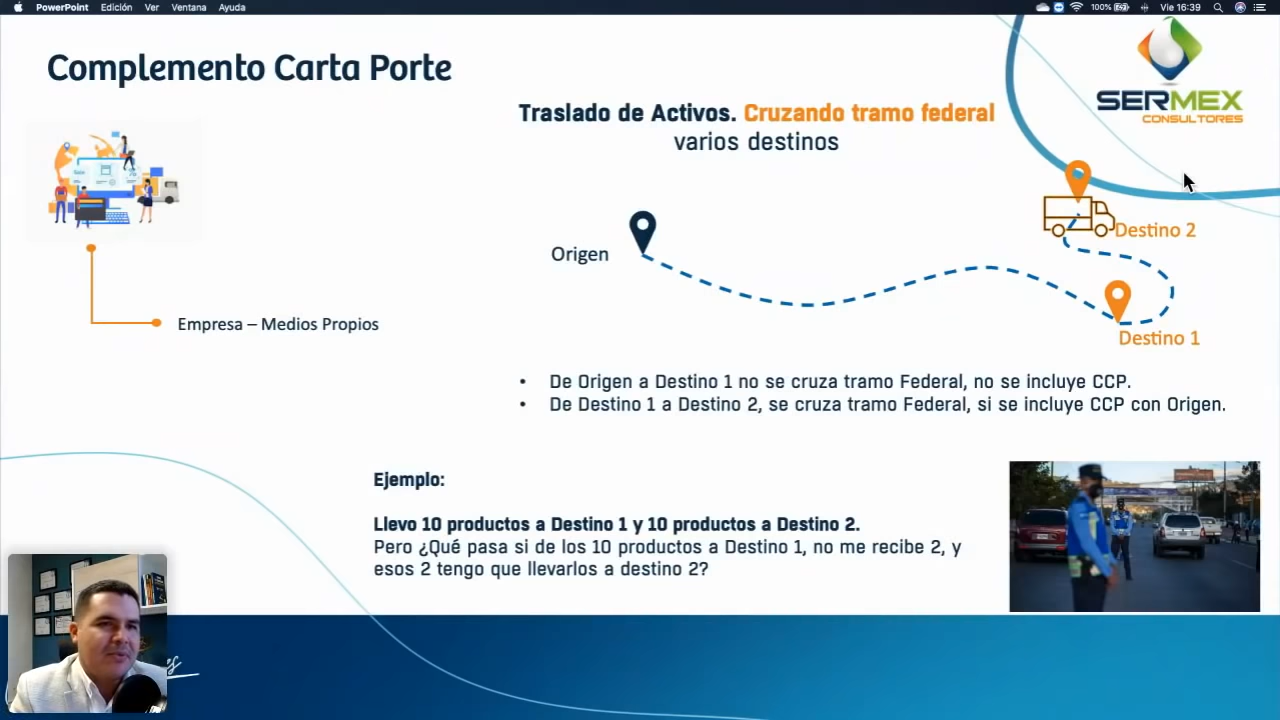 PowerPoint Edición Ver Ventana Ayuda 100% Vie 16:39
Complemento Carta Porte
SERMEX
CONSULTORES
Traslado de Activos. Cruzando tramo federal
varios destinos
Origen
Destino 2
Destino 1
Empresa – Medios Propios
• De Origen a Destino 1 no se cruza tramo Federal, no se incluye CCP.
• De Destino 1 a Destino 2, se cruza tramo Federal, si se incluye CCP con Origen.
Ejemplo:
Llevo 10 productos a Destino 1 y 10 productos a Destino 2.
Pero ¿Qué pasa si de los 10 productos a Destino 1, no me recibe 2, y
esos 2 tengo que llevarlos a destino 2?